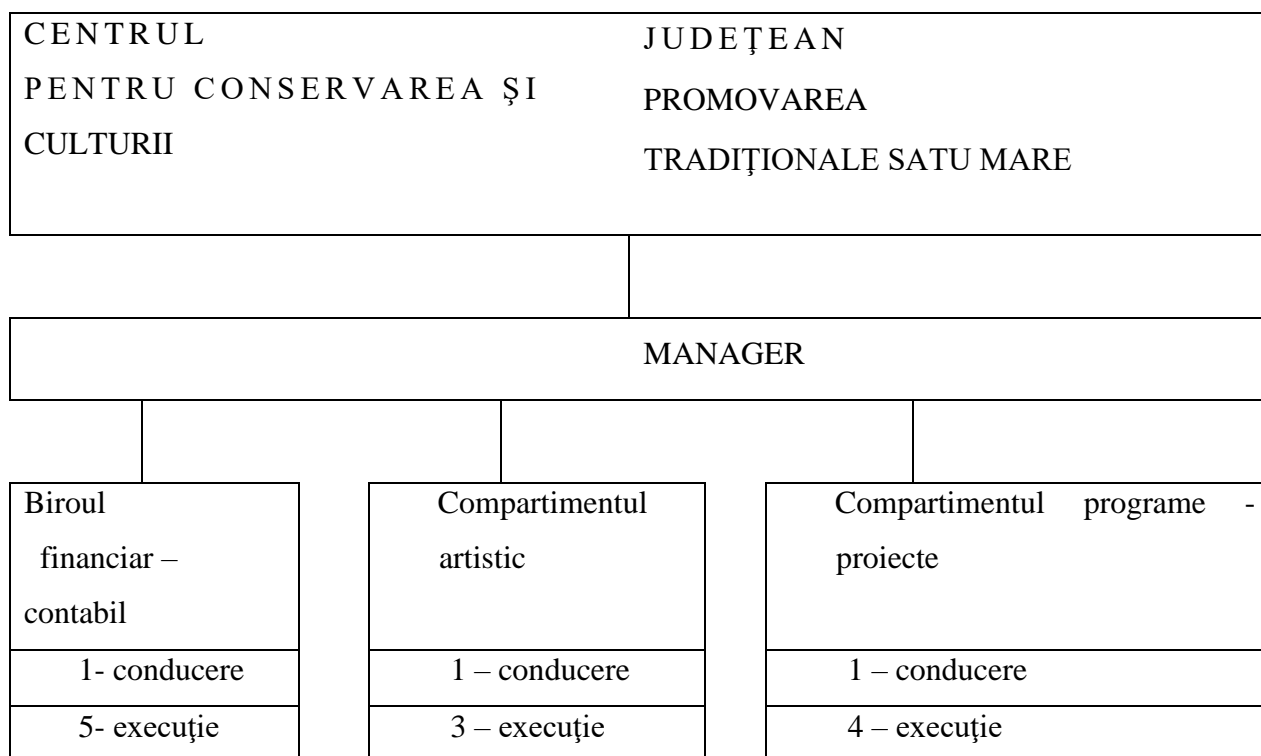 CENTRUL JUDEŢEAN
PENTRU CONSERVAREA ŞI PROMOVAREA
CULTURII TRADIŢIONALE SATU MARE
MANAGER
Biroul
financiar –
contabil
1- conducere
5- execuţie
Compartimentul
artistic
1 – conducere
3 – execuţie
Compartimentul programe -
proiecte
1 – conducere
4 – execuţie